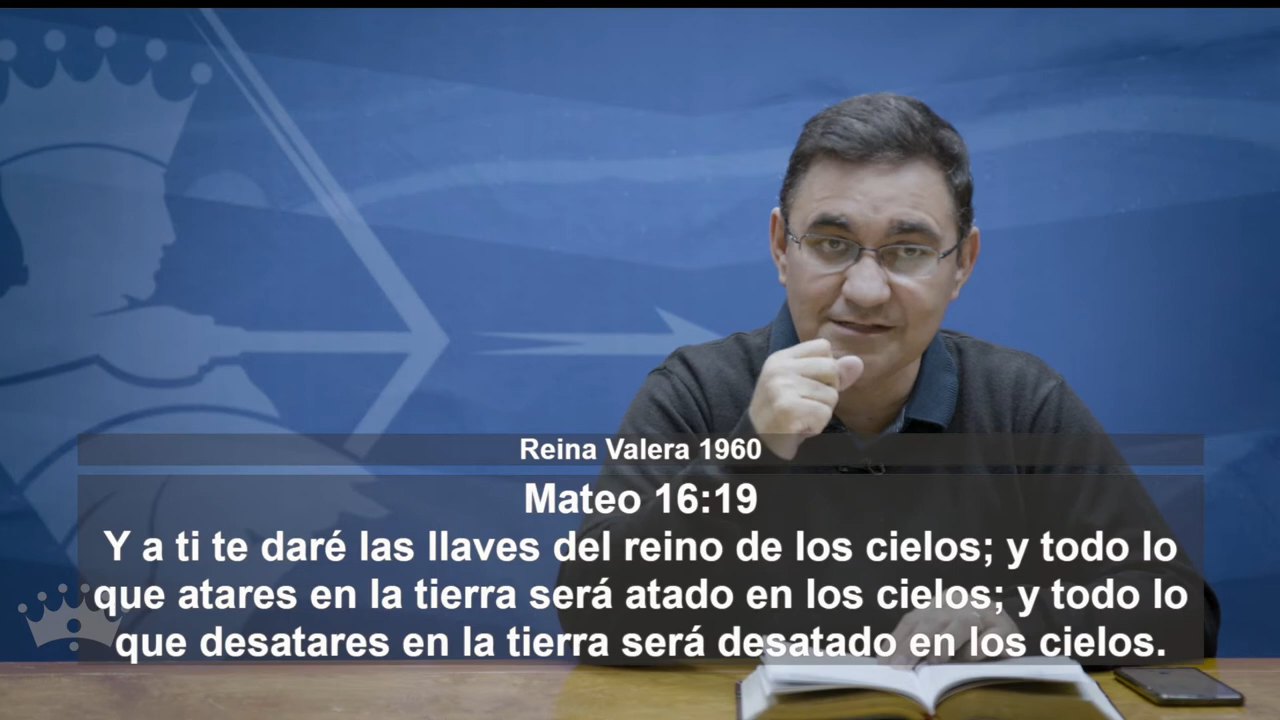 Reina Valera 1960
Mateo 16:19
Y a ti te daré las llaves del reino de los cielos; y todo lo
que atares en la tierra será atado en los cielos; y todo lo
que desatares en la tierra será desatado en los cielos.